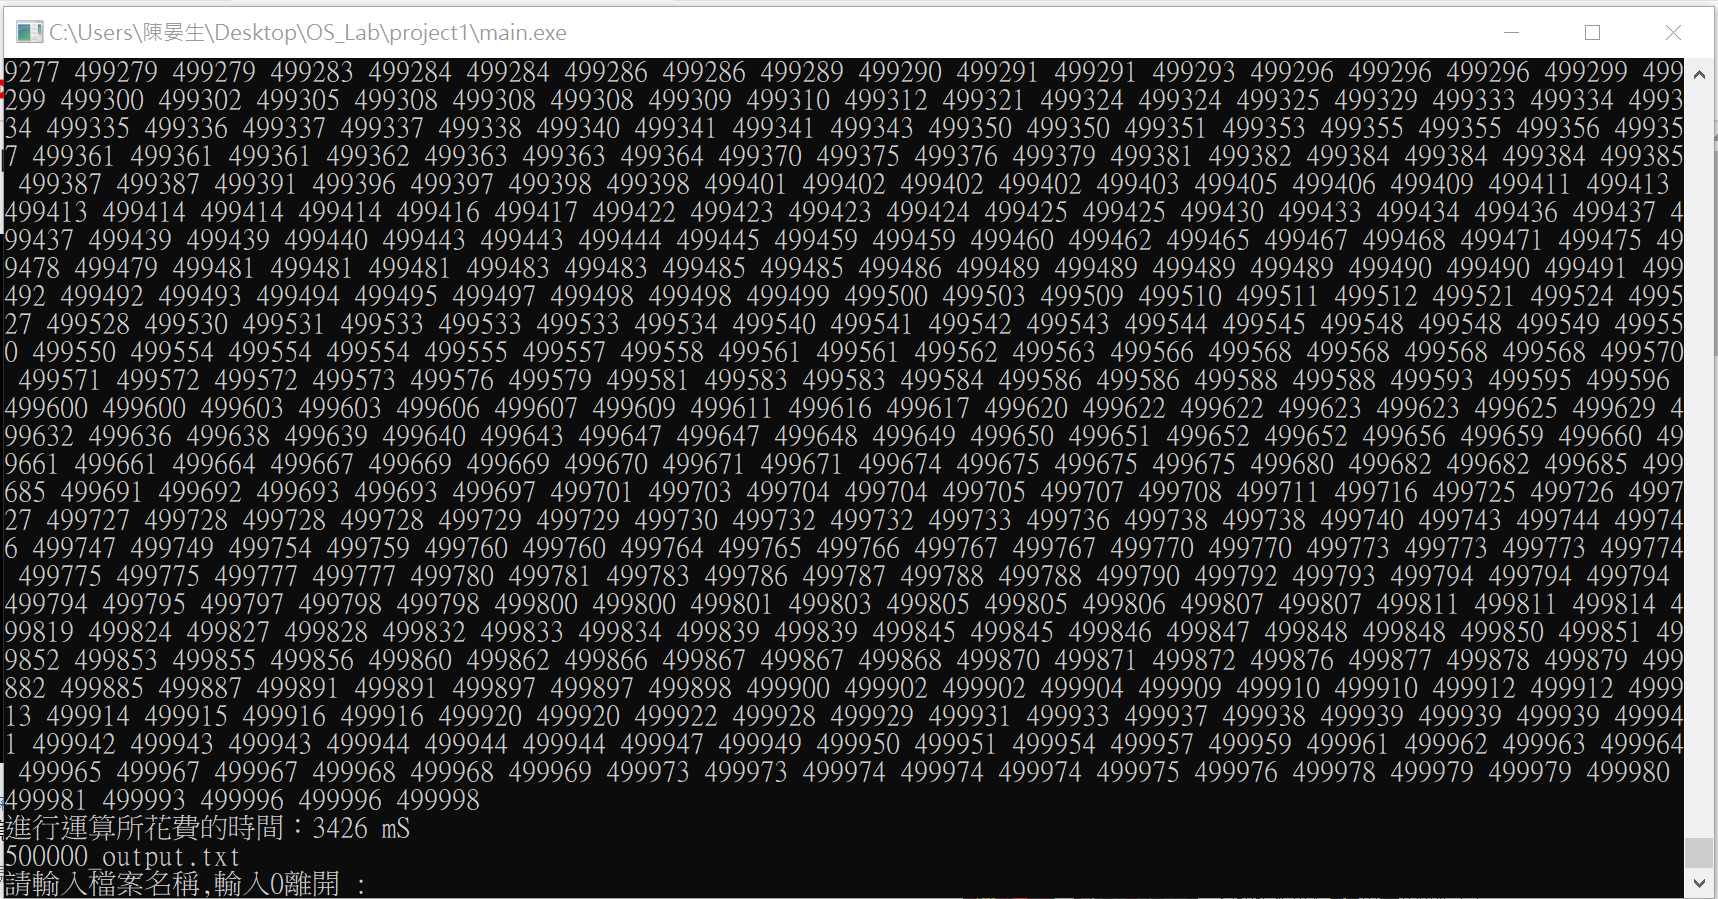 C:\Users\陳晏生\Desktop\OS_Lab\project1\main.exe
9277 499279 499279 499283 499284 499284 499286 499286 499289 499290 499291 499291 499293 499296 499296 499296 499299 499
299 499300 499302 499305 499308 499308 499308 499309 499310 499312 499321 499324 499324 499325 499329 499333 499334 4993
34 499335 499336 499337 499337 499338 499340 499341 499341 499343 499350 499350 499351 499353 499355 499355 499356 49935
7 499361 499361 499361 499362 499363 499363 499364 499370 499375 499376 499379 499381 499382 499384 499384 499384 499385
499387 499387 499391 499396 499397 499398 499398 499401 499402 499402 499402 499403 499405 499406 499409 499411 499413
499413 499414 499414 499414 499416 499417 499422 499423 499423 499424 499425 499425 499430 499433 499434 499436 499437 4
99437 499439 499439 499440 499443 499443 499444 499445 499459 499459 499460 499462 499465 499467 499468 499471 499475 49
9478 499479 499481 499481 499481 499483 499483 499485 499485 499486 499489 499489 499489 499489 499490 499490 499491 499
492 499492 499493 499494 499495 499497 499498 499498 499499 499500 499503 499509 499510 499511 499512 499521 499524 4995
27 499528 499530 499531 499533 499533 499533 499534 499540 499541 499542 499543 499544 499545 499548 499548 499549 49955
0 499550 499554 499554 499554 499555 499557 499558 499561 499561 499562 499563 499566 499568 499568 499568 499568 499570
499571 499572 499572 499573 499576 499579 499581 499583 499583 499584 499586 499586 499588 499588 499593 499595 499596
499600 499600 499603 499603 499606 499607 499609 499611 499616 499617 499620 499622 499622 499623 499623 499625 499629 4
99632 499636 499638 499639 499640 499643 499647 499647 499648 499649 499650 499651 499652 499652 499656 499659 499660 49
9661 499661 499664 499667 499669 499669 499670 499671 499671 499674 499675 499675 499675 499680 499682 499682 499685 499
685 499691 499692 499693 499693 499697 499701 499703 499704 499704 499705 499707 499708 499711 499716 499725 499726 4997
27 499727 499728 499728 499728 499729 499729 499730 499732 499732 499733 499736 499738 499738 499740 499743 499744 49974
6 499747 499749 499754 499759 499760 499760 499764 499765 499766 499767 499767 499770 499770 499773 499773 499773 499774
499775 499775 499777 499777 499780 499781 499783 499786 499787 499788 499788 499790 499792 499793 499794 499794 499794
499794 499795 499797 499798 499798 499800 499800 499801 499803 499805 499805 499806 499807 499807 499811 499811 499814 4
99819 499824 499827 499828 499832 499833 499834 499839 499839 499845 499845 499846 499847 499848 499848 499850 499851 49
9852 499853 499855 499856 499860 499862 499866 499867 499867 499868 499870 499871 499872 499876 499877 499878 499879 499
882 499885 499887 499891 499891 499897 499897 499898 499900 499902 499902 499904 499909 499910 499910 499912 499912 4999
13 499914 499915 499916 499916 499920 499920 499922 499928 499929 499931 499933 499937 499938 499939 499939 499939 49994
1 499942 499943 499943 499944 499944 499944 499947 499949 499950 499951 499954 499957 499959 499961 499962 499963 499964
499965 499967 499967 499968 499968 499969 499973 499973 499974 499974 499974 499975 499976 499978 499979 499979 499980
499981 499993 499996 499996 499998
進行運算所花費的時間：3426 mS
500000_output.txt
請輸入檔案名稱,輸入0離開 :